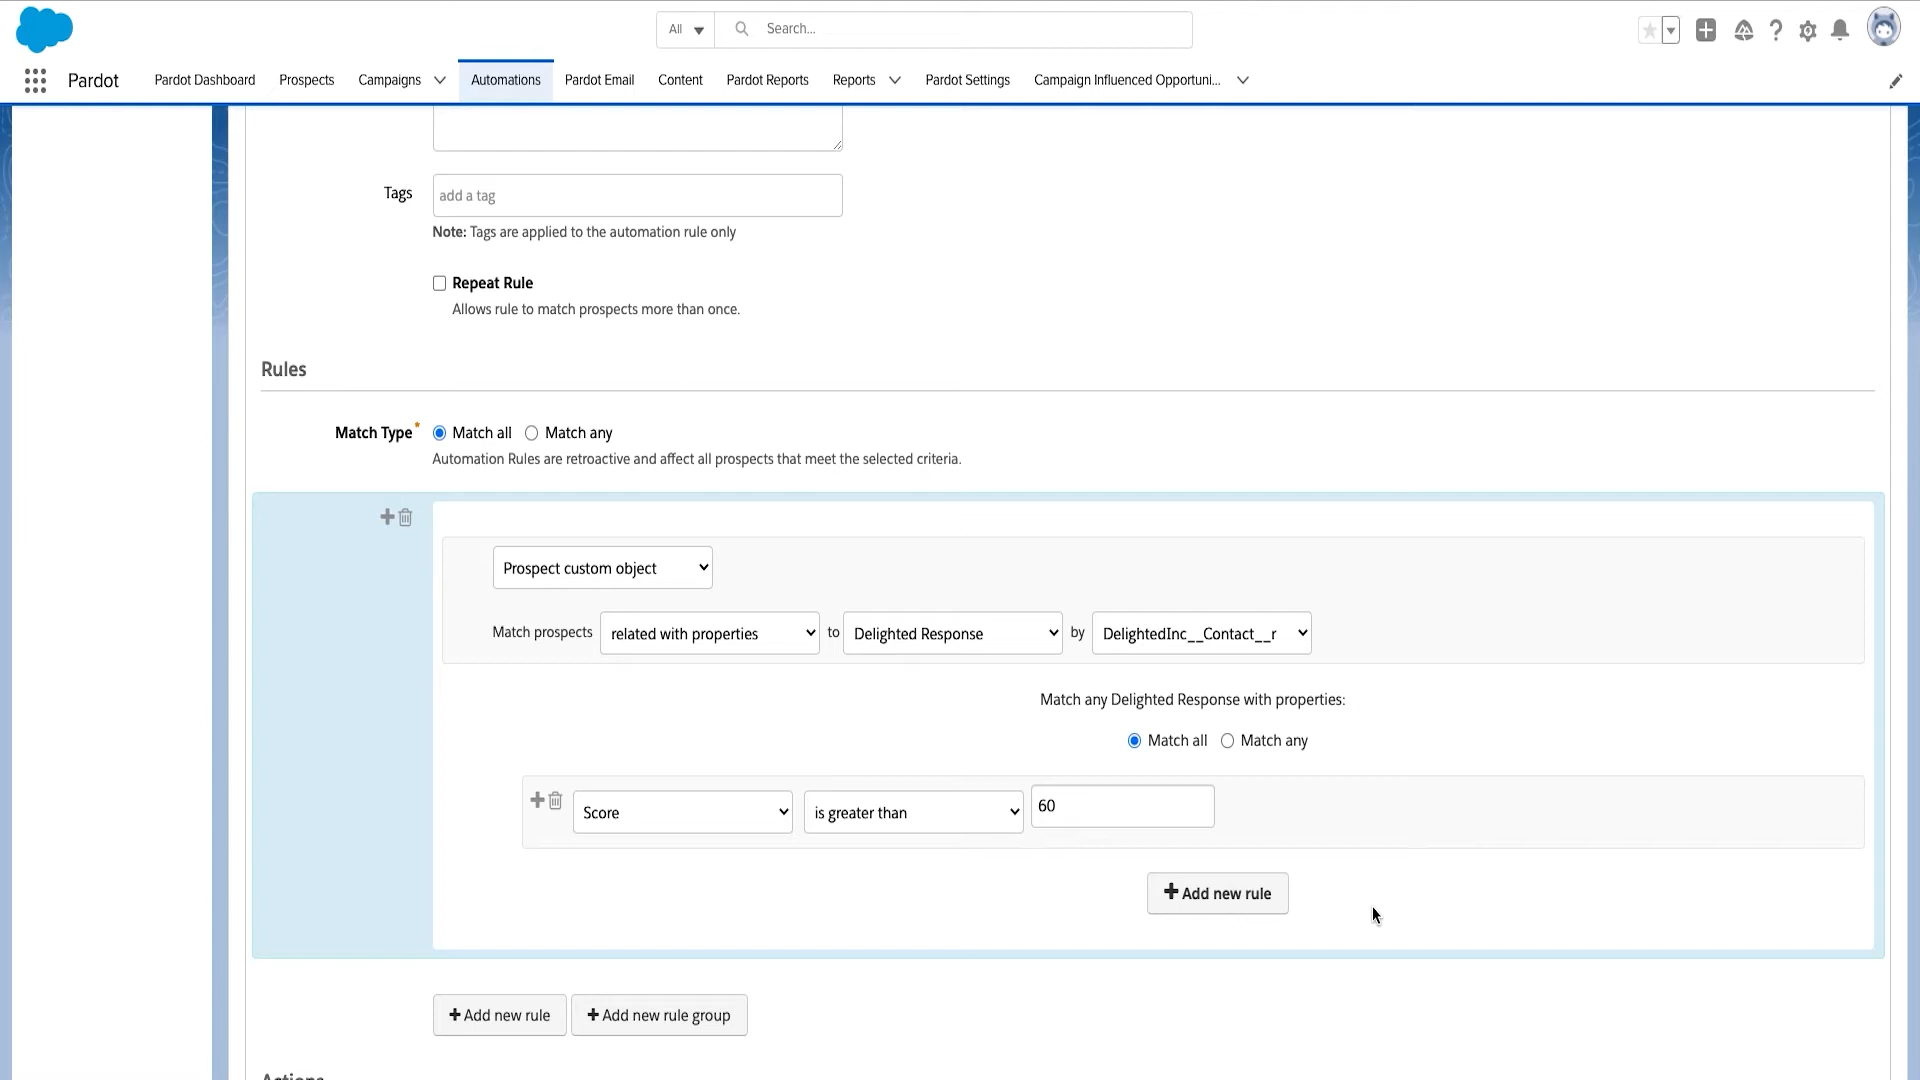 All
Search...
Pardot
Pardot Dashboard
Prospects
Campaigns
Automations
Pardot Email
Content
Pardot Reports
Reports
Pardot Settings
Campaign Influenced Opportuni...
Tags
add a tag
Note: Tags are applied to the automation rule only
Repeat Rule
Allows rule to match prospects more than once.
Rules
Match Type*
Match all
Match any
Automation Rules are retroactive and affect all prospects that meet the selected criteria.
Prospect custom object
Match prospects related with properties to Delighted Response by DelightedInc__Contact__r
Match any Delighted Response with properties:
Match all
Match any
Score
is greater than
60
Add new rule
Add new rule
Add new rule group
Actions